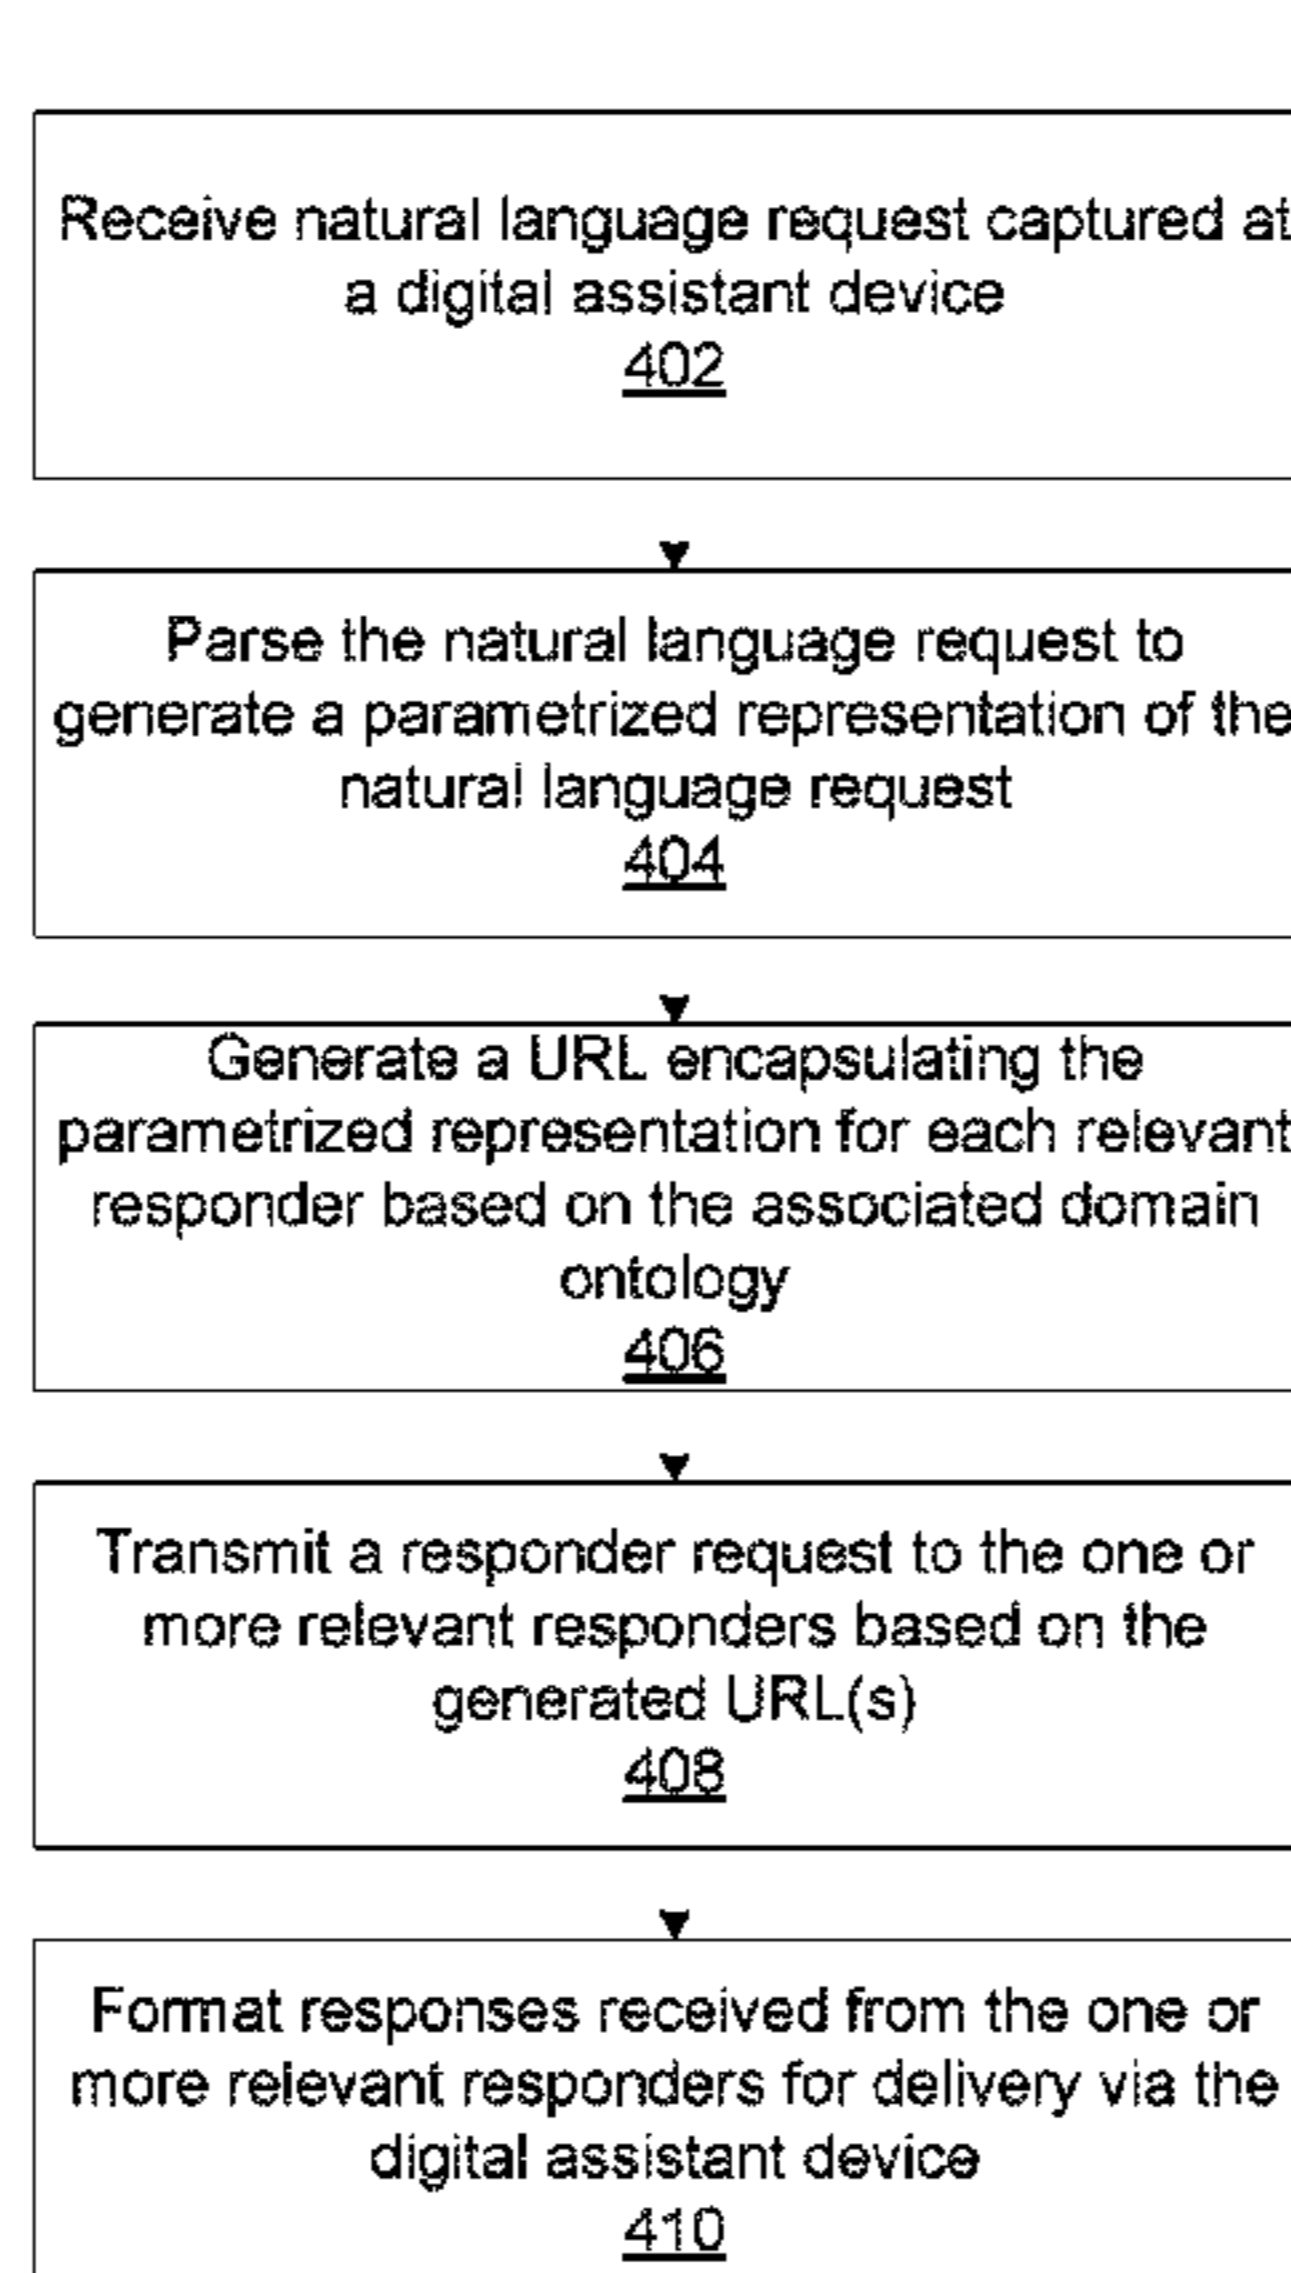 Receive natural language request captured at
a digital assistant device
402
Parse the natural language request to
generate a parametrized representation of the
natural language request
404
Generate a URL encapsulating the
parametrized representation for each relevant
responder based on the associated domain
ontology
406
Transmit a responder request to the one or
more relevant responders based on the
generated URL(s)
408
Format responses received from the one or
more relevant responders for delivery via the
digital assistant device
410